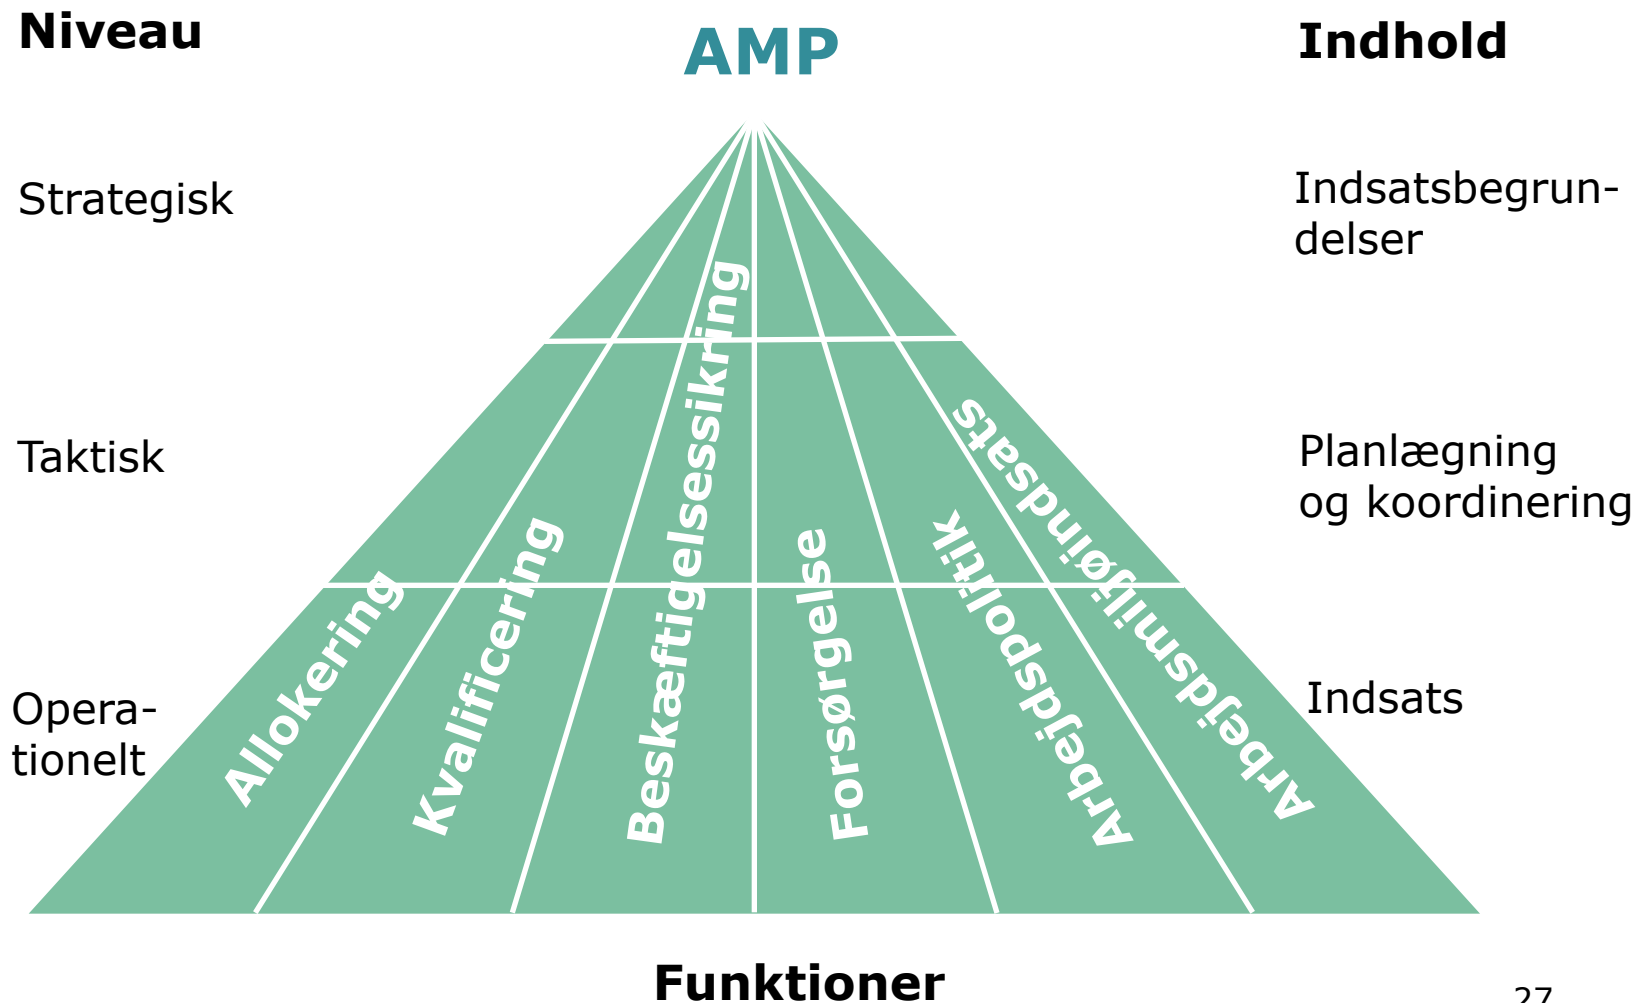 Niveau
AMP
Indhold
Strategisk
Indsatsbegrun-
delser
Taktisk
Planlægning
og koordinering
Opera-
tionelt
Indsats
Allokering
Kvalificering
Beskæftigelsessikring
Forsørgelse
Arbejdspolitik
Arbejdsmiljøindsats
Funktioner
27